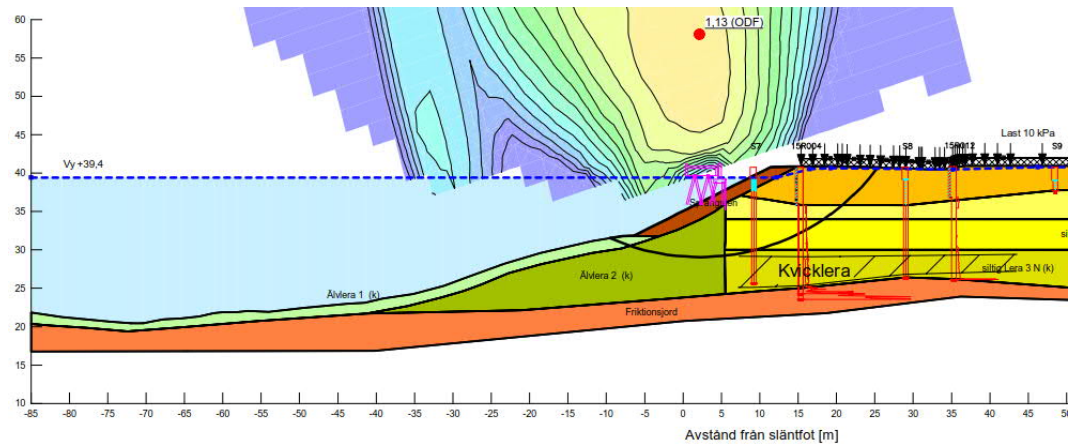 60
55
50
45
40
35
30
25
20
15
10
1,13 (ODF)
Last 10 kPa
S7
15R004
S8
15R012
S9
Vy +39,4
Älvlera 1 (k)
Älvlera 2 (k)
Kvicklera
siltig Lera 3 N (k)
Friktionsjord
-85 -80 -75 -70 -65 -60 -55 -50 -45 -40 -35 -30 -25 -20 -15 -10 -5 0 5 10 15 20 25 30 35 40 45 50
Avstånd från släntfot [m]